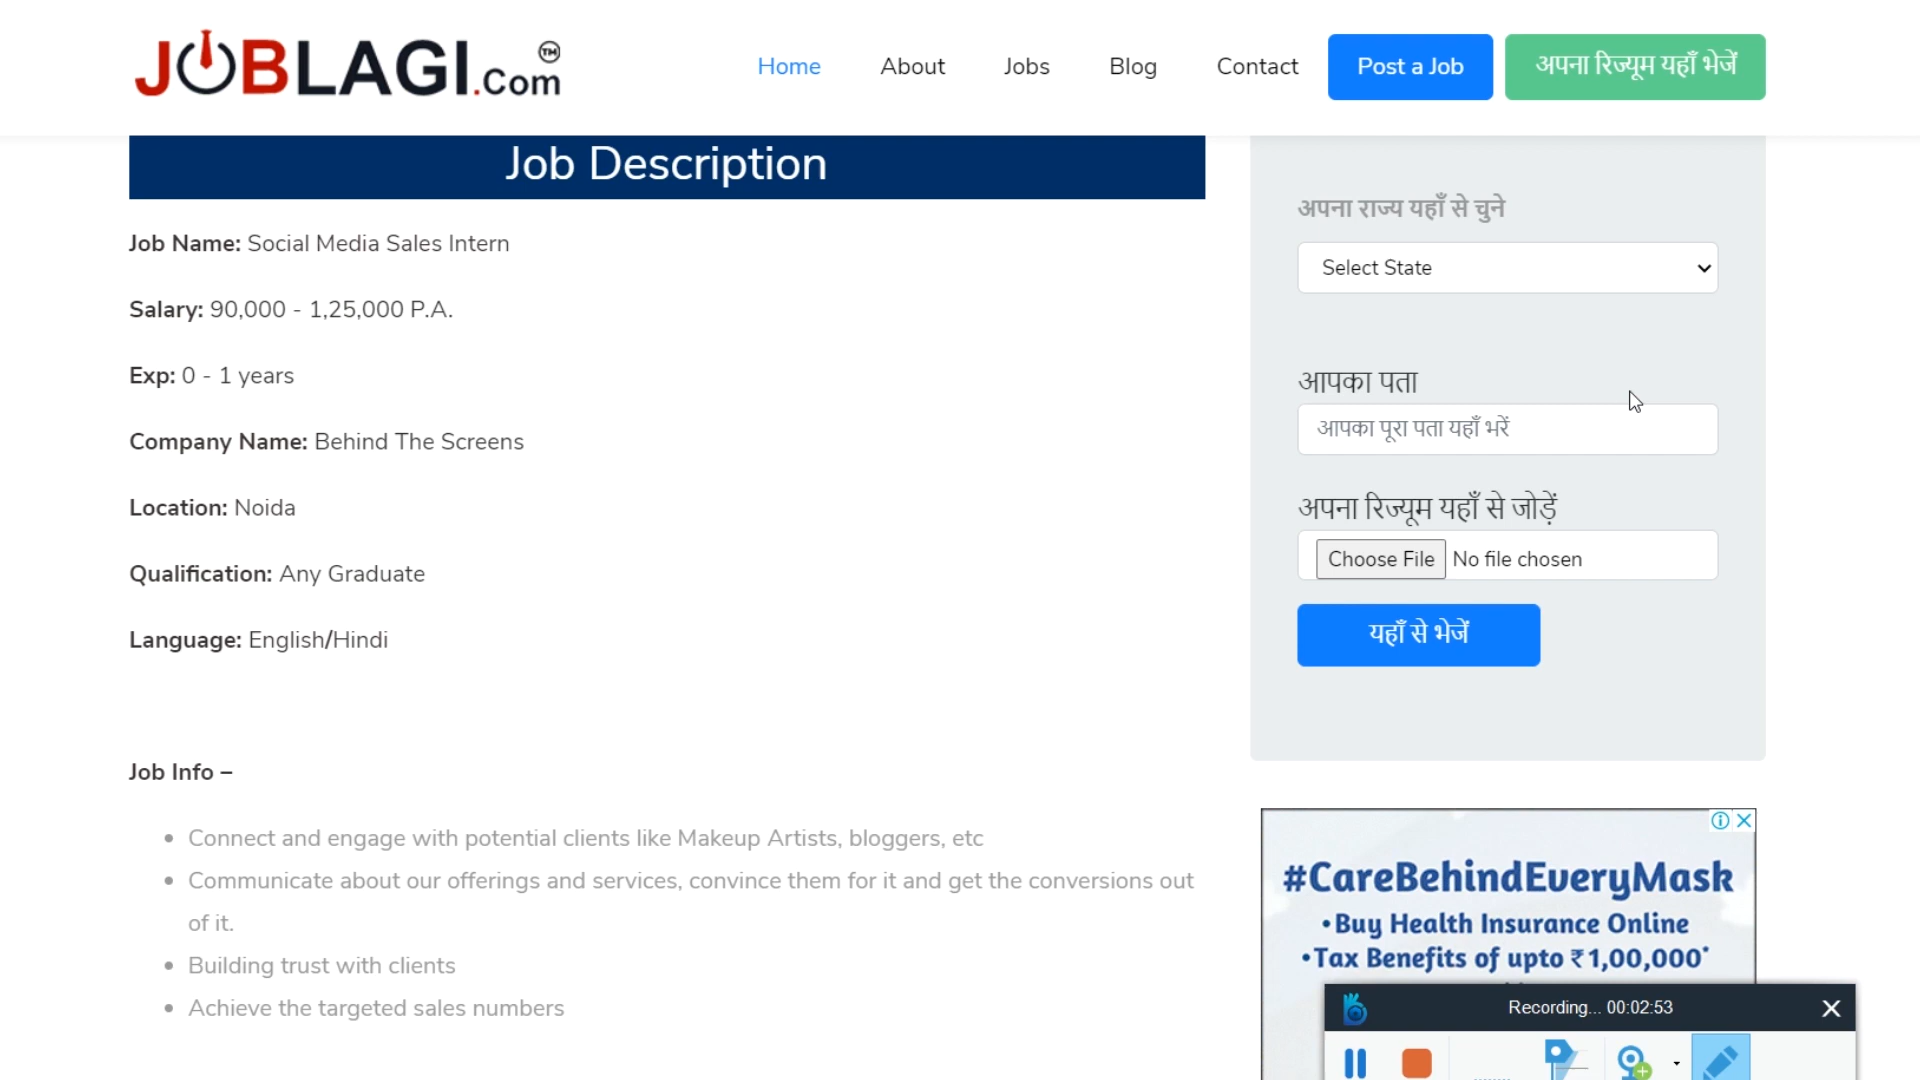 JOBLAGI.Com TM
Home About Jobs Blog Contact Post a Job अपना रिज्यूम यहाँ भेजें
Job Description
Job Name: Social Media Sales Intern
Salary: 90,000 - 1,25,000 P.A.
Exp: 0 - 1 years
Company Name: Behind The Screens
Location: Noida
Qualification: Any Graduate
Language: English/Hindi
Job Info –
• Connect and engage with potential clients like Makeup Artists, bloggers, etc
• Communicate about our offerings and services, convince them for it and get the conversions out
of it.
• Building trust with clients
• Achieve the targeted sales numbers
अपना राज्य यहाँ से चुने
Select State
आपका पता
आपका पूरा पता यहाँ भरें
अपना रिज्यूम यहाँ से जोड़ें
Choose File No file chosen
यहाँ से भेजें
#CareBehindEveryMask
•Buy Health Insurance Online
•Tax Benefits of upto ₹1,00,000*
Recording... 00:02:53